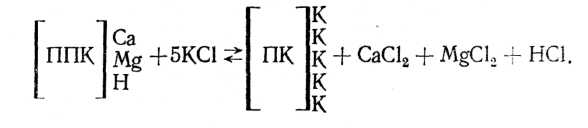 [ППК] Ca
Mg
H + 5KCl ⇄ [ПК] K
K
K
K
K + CaCl₂ + MgCl₂ + HCl.